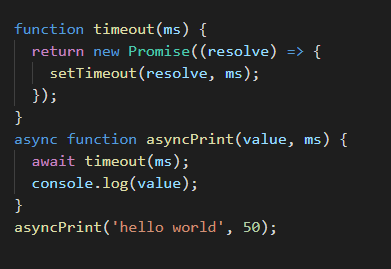 function timeout(ms) {
  return new Promise((resolve) => {
    setTimeout(resolve, ms);
  });
}
async function asyncPrint(value, ms) {
  await timeout(ms);
  console.log(value);
}
asyncPrint('hello world', 50);